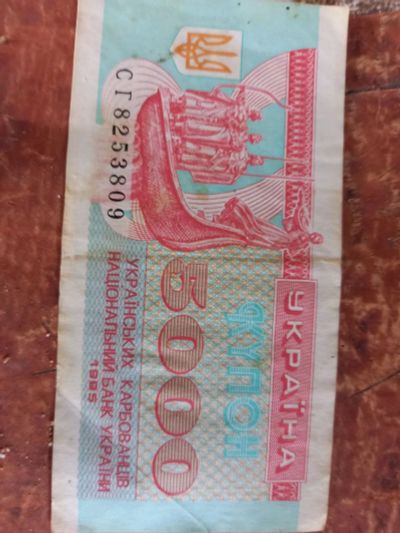 УКРАЇНА
КУПОН
5000
УКРАЇНСЬКИХ КАРБОВАНЦІВ
НАЦІОНАЛЬНИЙ БАНК УКРАЇНИ
1995
СГ 8253809